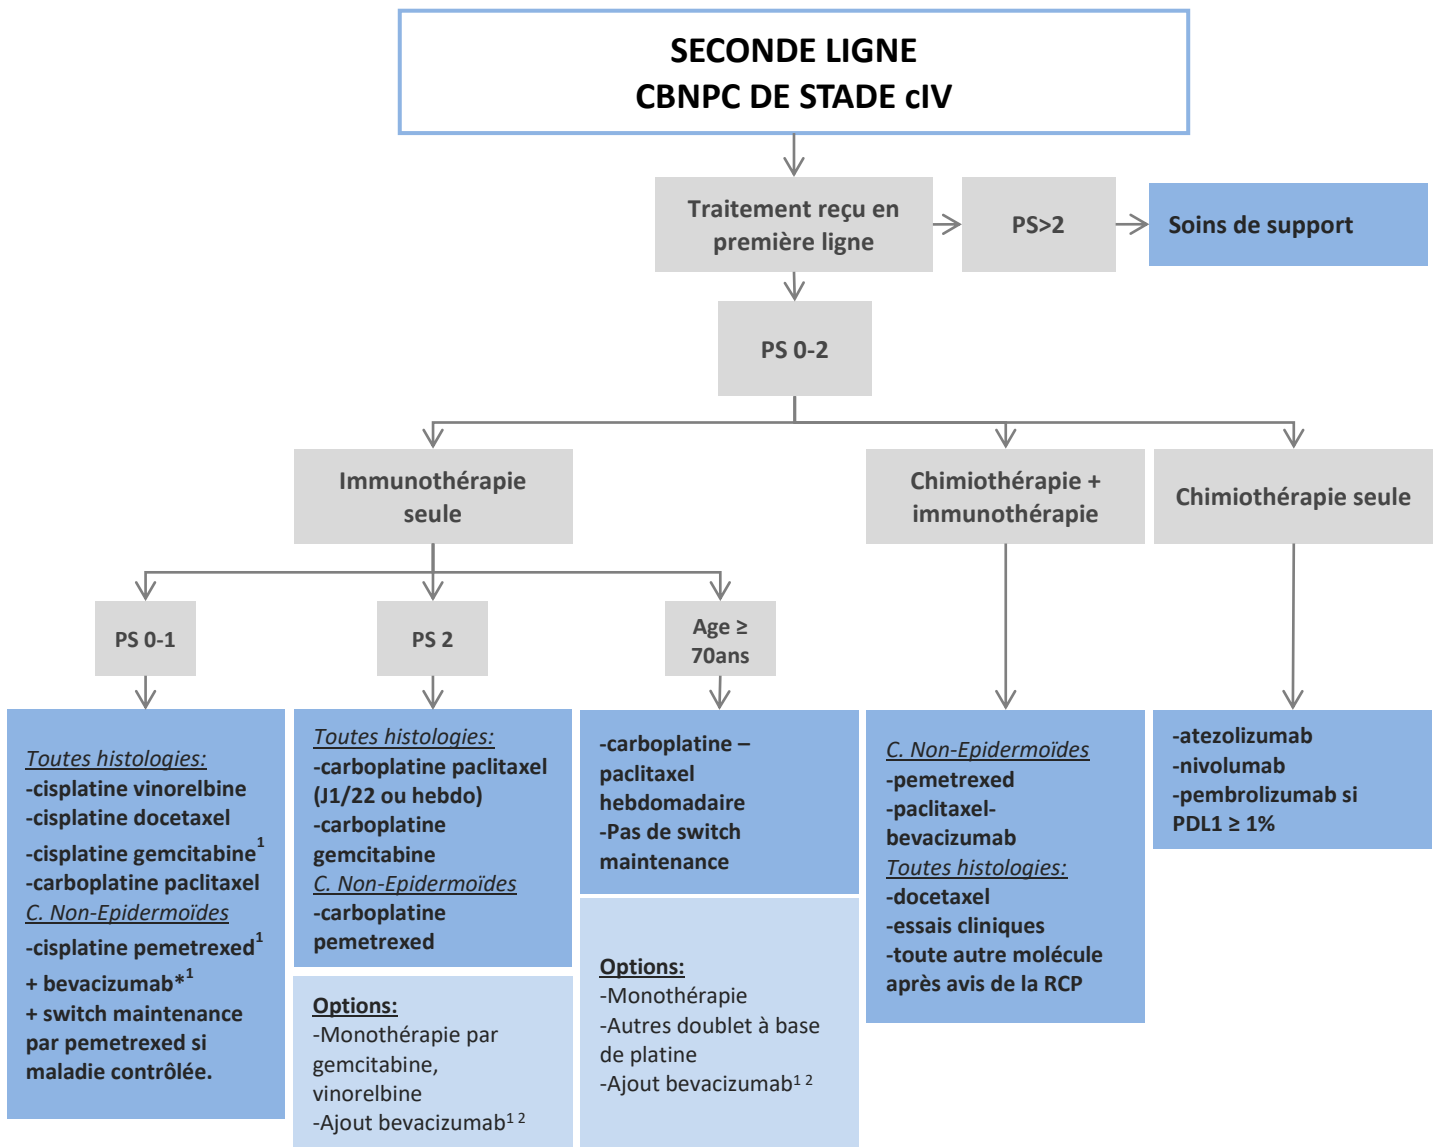 SECONDE LIGNE
CBNPC DE STADE cIV
Traitement reçu en
première ligne
PS>2
Soins de support
PS 0-2
Immunothérapie
seule
Chimiothérapie +
immunothérapie
Chimiothérapie seule
PS 0-1
PS 2
Age ≥
70ans
Toutes histologies:
-cisplatine vinorelbine
-cisplatine docetaxel
-cisplatine gemcitabine¹
-carboplatine paclitaxel
C. Non-Epidermoïdes
-cisplatine pemetrexed¹
+ bevacizumab*¹
+ switch maintenance
par pemetrexed si
maladie contrôlée.
Toutes histologies:
-carboplatine paclitaxel
(J1/22 ou hebdo)
-carboplatine
gemcitabine
C. Non-Epidermoïdes
-carboplatine
pemetrexed
Options:
-Monothérapie par
gemcitabine,
vinorelbine
-Ajout bevacizumab¹ ²
-carboplatine –
paclitaxel
hebdomadaire
-Pas de switch
maintenance
Options:
-Monothérapie
-Autres doublet à base
de platine
-Ajout bevacizumab¹ ²
C. Non-Epidermoïdes
-pemetrexed
-paclitaxel-
bevacizumab
Toutes histologies:
-docetaxel
-essais cliniques
-toute autre molécule
après avis de la RCP
-atezolizumab
-nivolumab
-pembrolizumab si
PDL1 ≥ 1%